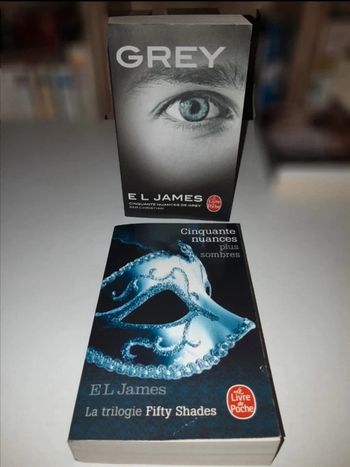 GREY
E L JAMES
CINQUANTE NUANCES DE GREY
PAR CHRISTIAN
Le Livre de Poche
Cinquante
nuances
plus
sombres
E L James
La trilogie Fifty Shades
Le
Livre
de
Poche